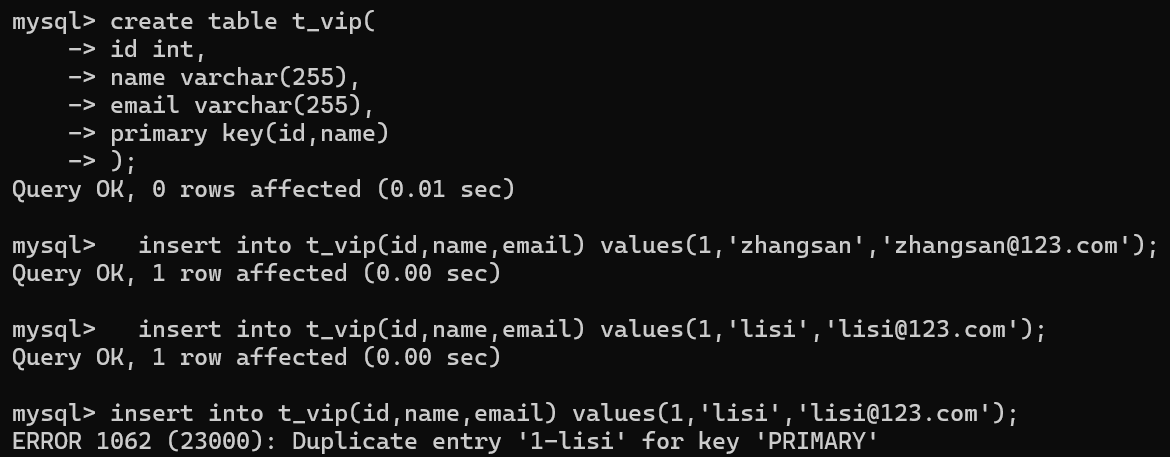 mysql> create table t_vip(
    -> id int,
    -> name varchar(255),
    -> email varchar(255),
    -> primary key(id,name)
    -> );
Query OK, 0 rows affected (0.01 sec)

mysql>   insert into t_vip(id,name,email) values(1,'zhangsan','zhangsan@123.com');
Query OK, 1 row affected (0.00 sec)

mysql>   insert into t_vip(id,name,email) values(1,'lisi','lisi@123.com');
Query OK, 1 row affected (0.00 sec)

mysql> insert into t_vip(id,name,email) values(1,'lisi','lisi@123.com');
ERROR 1062 (23000): Duplicate entry '1-lisi' for key 'PRIMARY'